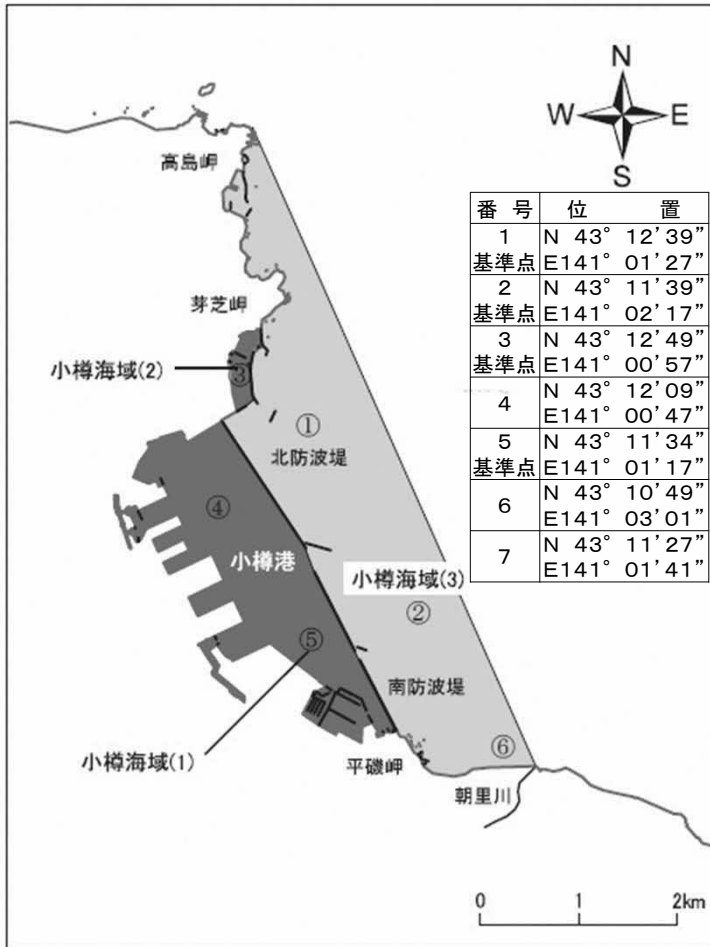 N
W E
S
高島岬
番 号 位 置
1 N 43° 12’39”
基準点 E141° 01’27”
2 N 43° 11’39”
基準点 E141° 02’17”
3 N 43° 12’49”
基準点 E141° 00’57”
4 N 43° 12’09”
E141° 00’47”
5 N 43° 11’34”
基準点 E141° 01’17”
6 N 43° 10’49”
E141° 03’01”
7 N 43° 11’27”
E141° 01’41”
茅芝岬
小樽海域(2)
③
①
北防波堤
④
小樽港
小樽海域(3)
②
⑤
南防波堤
⑥
小樽海域(1)
平磯岬
朝里川
0 1 2km